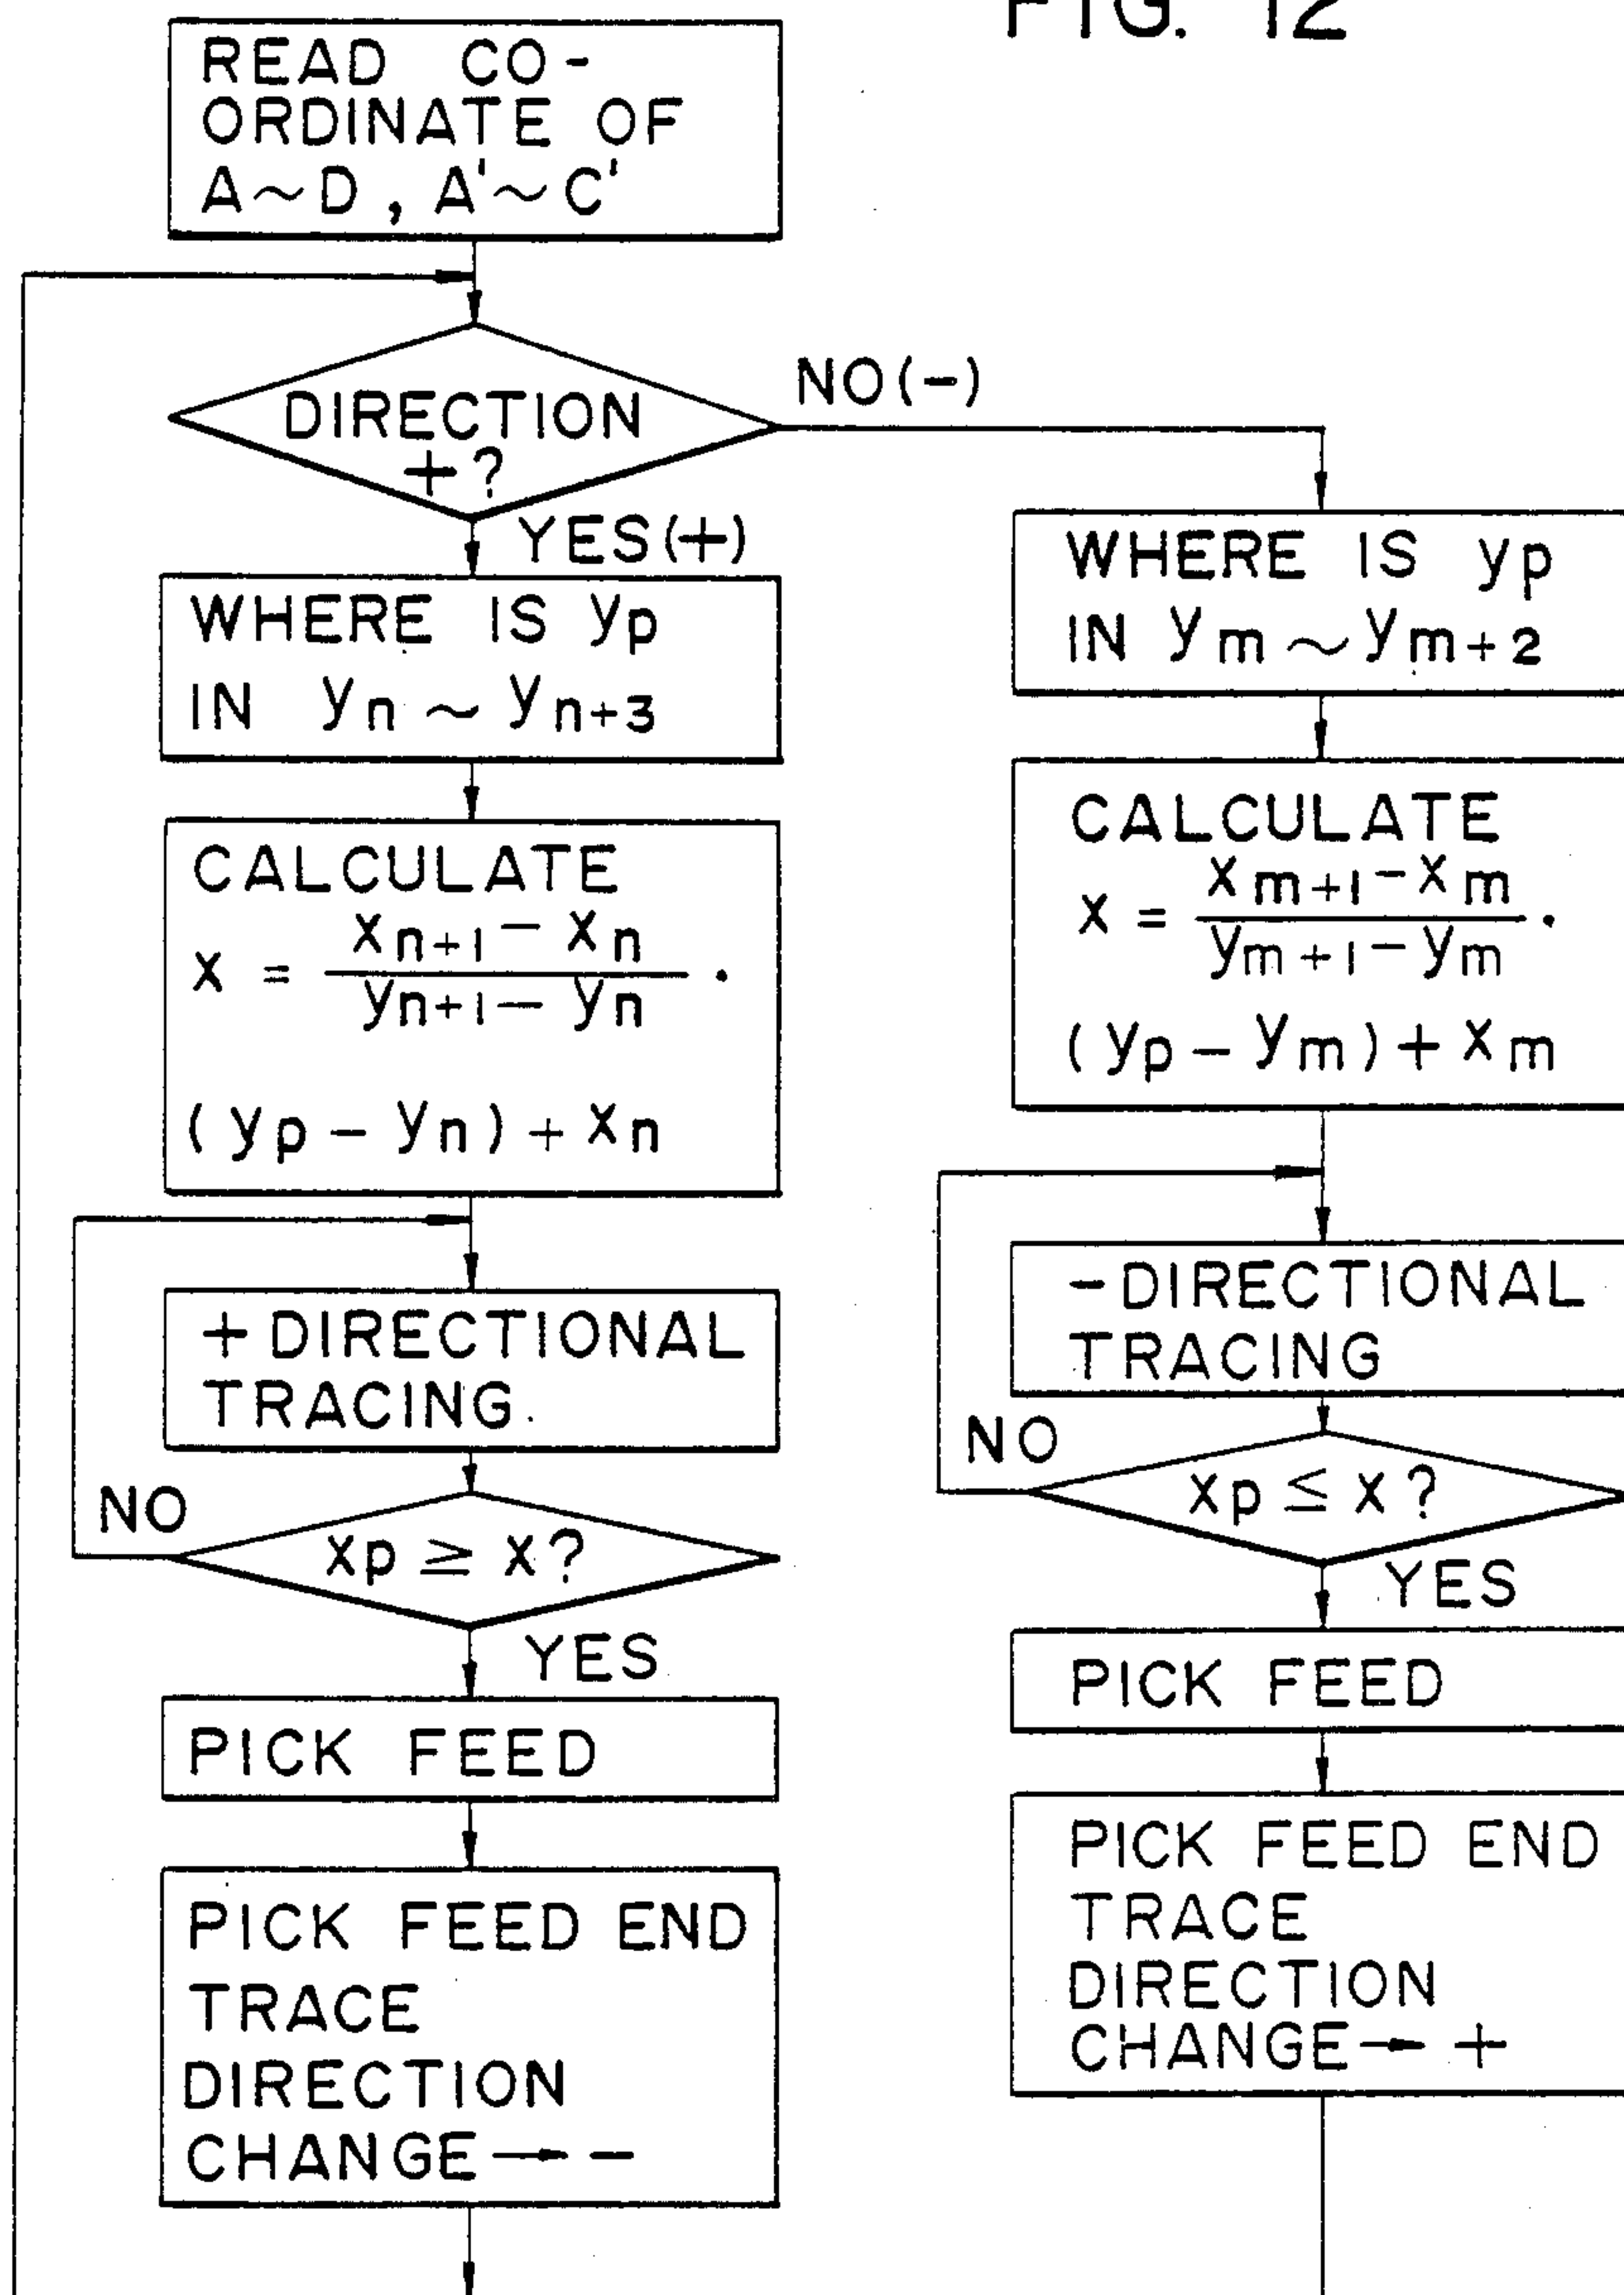 FIG. 12
READ CO-
ORDINATE OF
A~D, A'~C'
DIRECTION
+?
NO(-)
YES(+)
WHERE IS yp
IN yn ~ yn+3
CALCULATE
x = xn+1 - xn / yn+1 - yn ·
(yp - yn) + xn
+ DIRECTIONAL
TRACING
NO
xp ≥ x?
YES
PICK FEED
PICK FEED END
TRACE
DIRECTION
CHANGE → -
WHERE IS yp
IN ym ~ ym+2
CALCULATE
x = xm+1 - xm / ym+1 - ym ·
(yp - ym) + xm
- DIRECTIONAL
TRACING
NO
xp ≤ x?
YES
PICK FEED
PICK FEED END
TRACE
DIRECTION
CHANGE → +